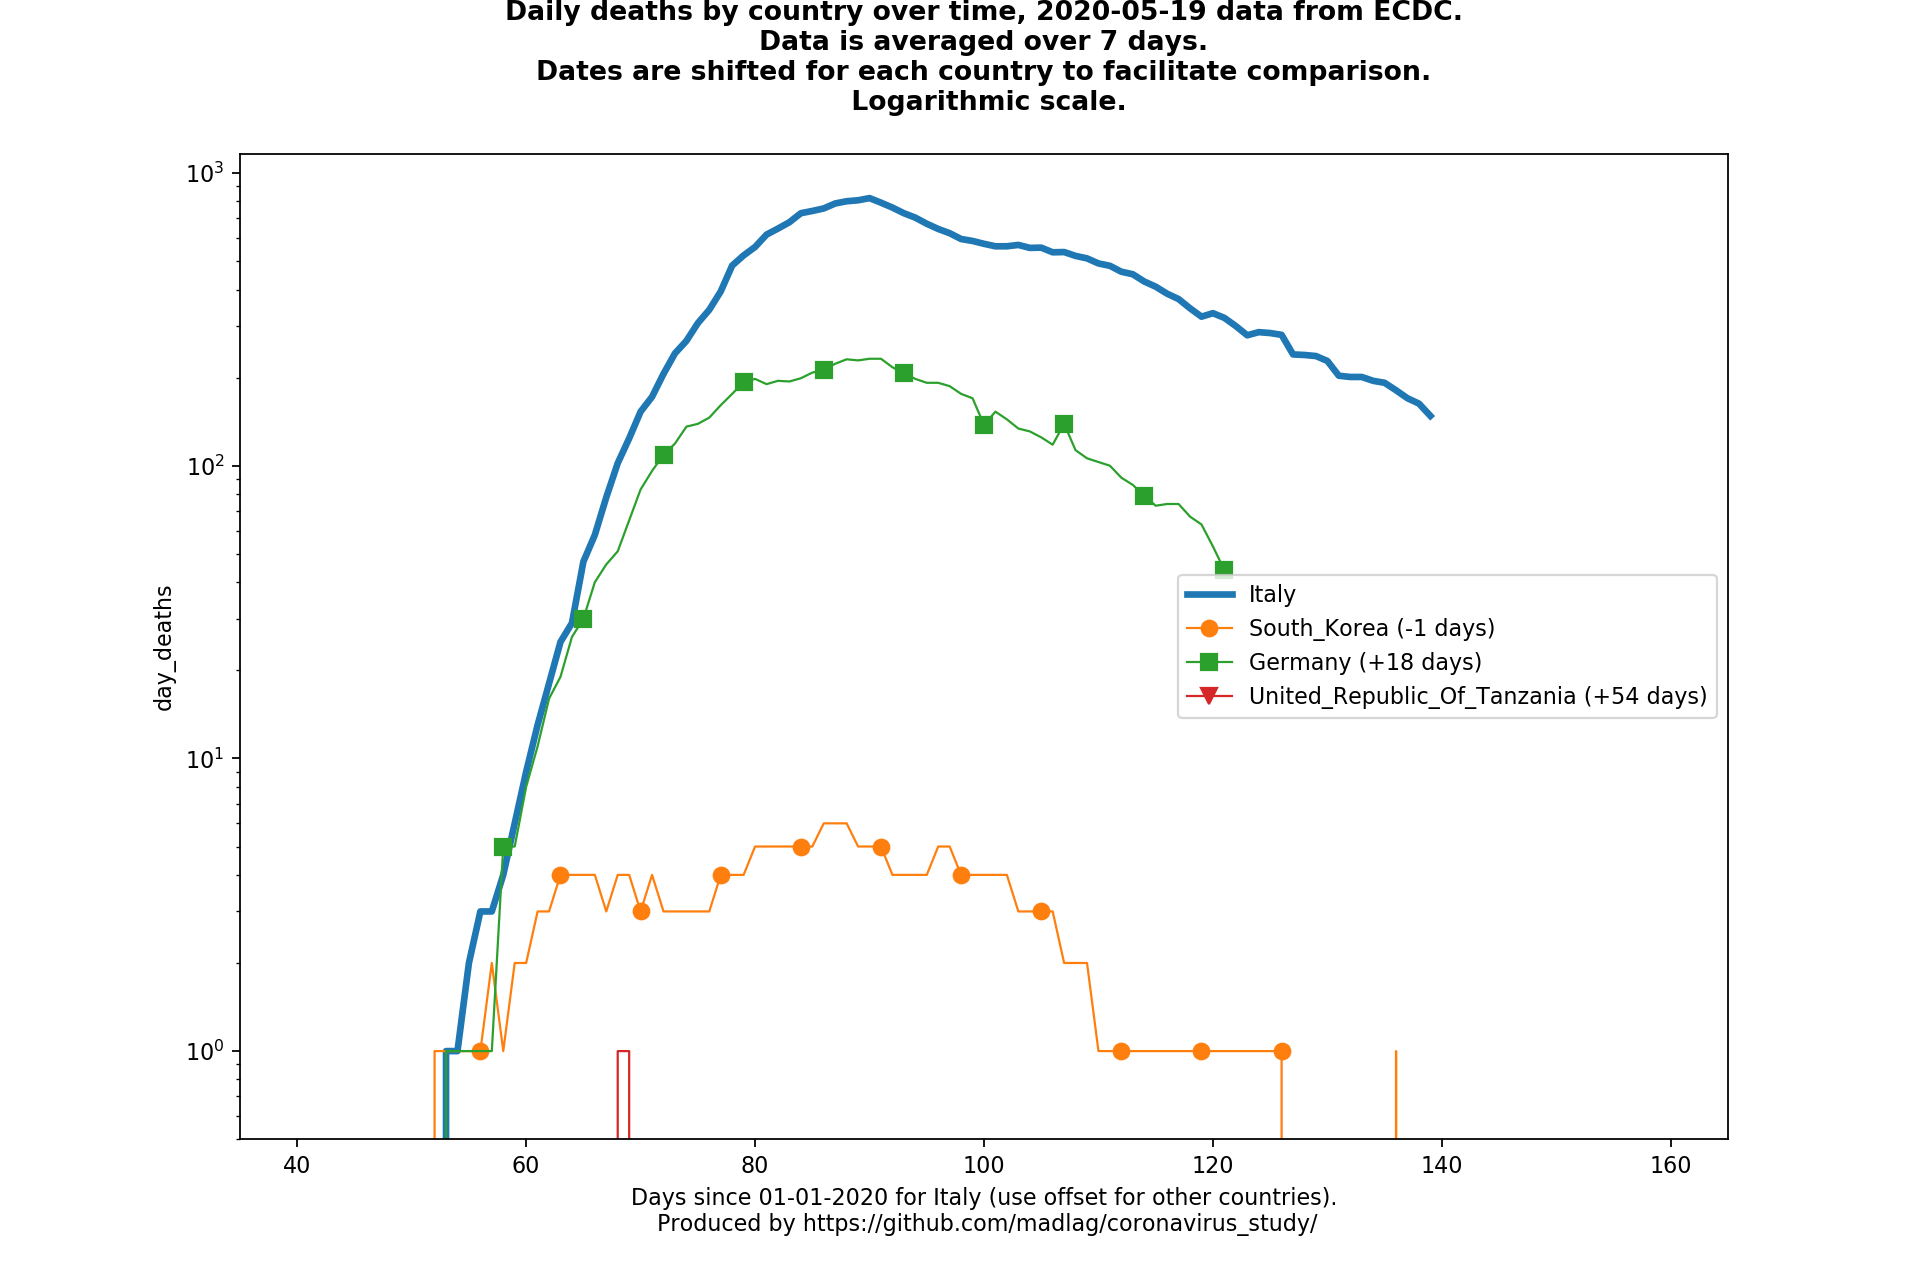 Daily deaths by country over time, 2020-05-19 data from ECDC.
Data is averaged over 7 days.
Dates are shifted for each country to facilitate comparison.
Logarithmic scale.
10³
10²
10¹
10⁰
day_deaths
Italy
South_Korea (-1 days)
Germany (+18 days)
United_Republic_Of_Tanzania (+54 days)
40 60 80 100 120 140 160
Days since 01-01-2020 for Italy (use offset for other countries).
Produced by https://github.com/madlag/coronavirus_study/